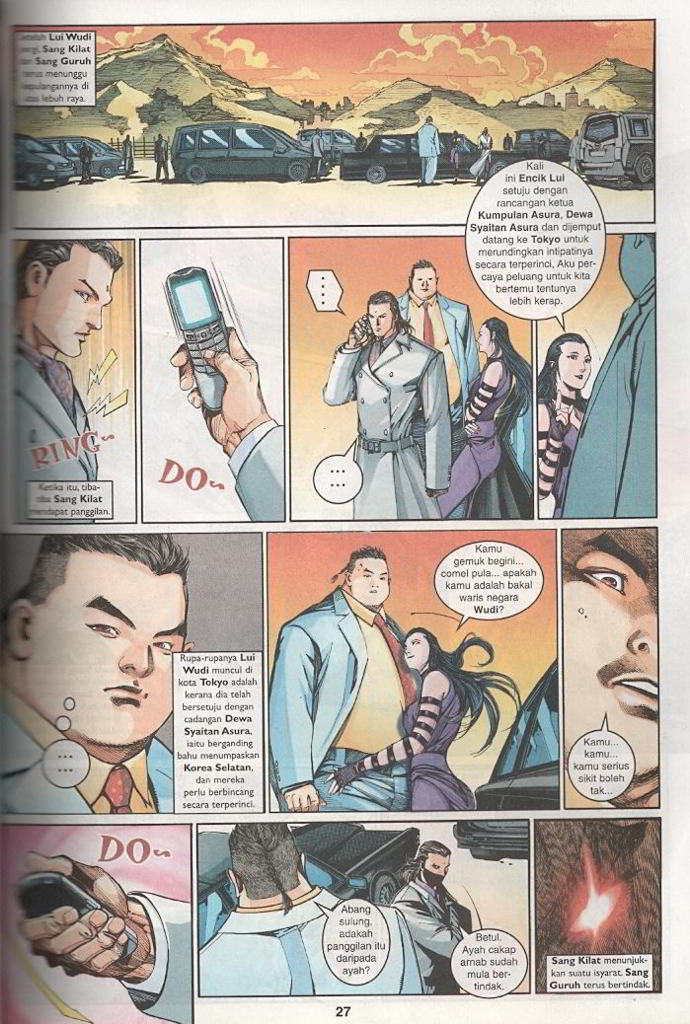 Lui Wudi
Sang Kilat
Sang Guruh
terus menunggu
di
lebuh raya.
Kali
ini Encik Lui
setuju dengan
rancangan ketua
Kumpulan Asura, Dewa
Syaitan Asura dan dijemput
datang ke Tokyo untuk
merundingkan intipatinya
secara terperinci, Aku per-
caya peluang untuk kita
bertemu tentunya
lebih kerap.
RING~
Ketika itu, tiba-
tiba Sang Kilat
mendapat panggilan.
DO~
...
...
Rupa-rupanya Lui
Wudi muncul di
kota Tokyo adalah
kerana dia telah
bersetuju dengan
cadangan Dewa
Syaitan Asura,
iaitu berganding
bahu menumpaskan
Korea Selatan,
dan mereka
perlu berbincang
secara terperinci.
... ...
Kamu
gemuk begini...
comel pula... apakah
kamu adalah bakal
waris negara
Wudi?
Kamu...
kamu...
kamu serius
sikit boleh
tak...
DO~
Abang
sulung,
adakah
panggilan itu
daripada
ayah?
Betul.
Ayah cakap
arnab sudah
mula ber-
tindak.
Sang Kilat menunjuk-
kan suatu isyarat. Sang
Guruh terus bertindak.
27